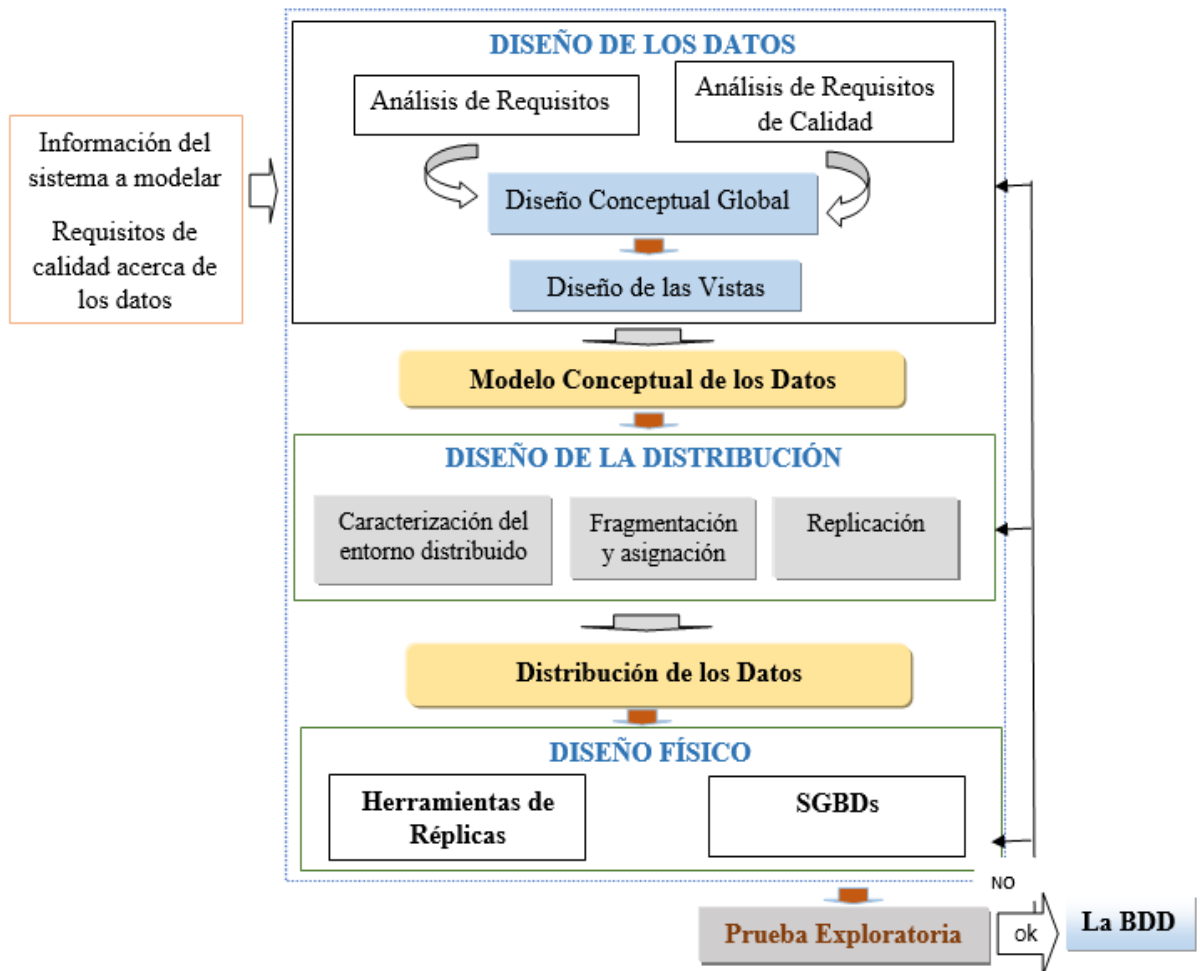 DISEÑO DE LOS DATOS
Análisis de Requisitos
Análisis de Requisitos
de Calidad
Información del
sistema a modelar
Requisitos de
calidad acerca de
los datos
Diseño Conceptual Global
Diseño de las Vistas
Modelo Conceptual de los Datos
DISEÑO DE LA DISTRIBUCIÓN
Caracterización del
entorno distribuido
Fragmentación
y asignación
Replicación
Distribución de los Datos
DISEÑO FÍSICO
Herramientas de
Réplicas
SGBDs
NO
Prueba Exploratoria
ok
La BDD